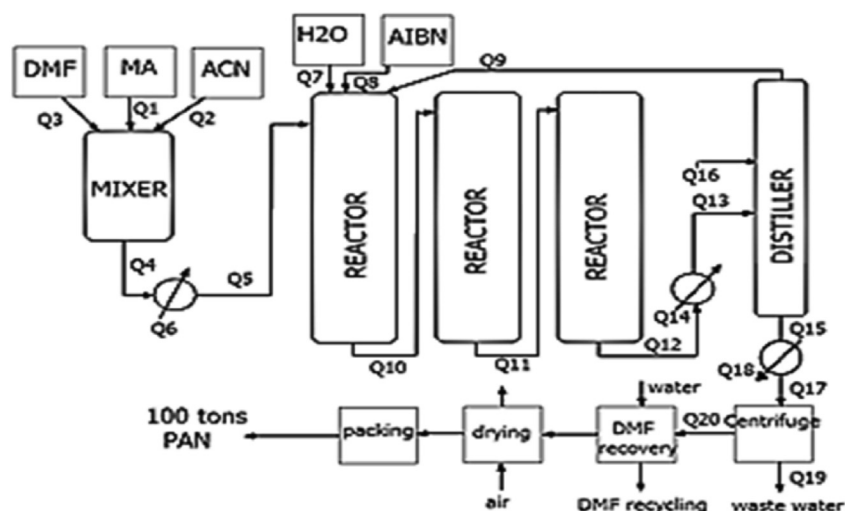 H2O
AIBN
DMF
MA
ACN
Q9
Q7
Q8
Q3
Q1
Q2
MIXER
REACTOR
REACTOR
REACTOR
DISTILLER
Q16
Q13
Q4
Q5
Q6
Q14
Q15
Q10
Q11
Q12
Q18
Q17
water
100 tons
PAN
packing
drying
DMF
recovery
Q20
Centrifuge
Q19
air
DMF recycling
waste water